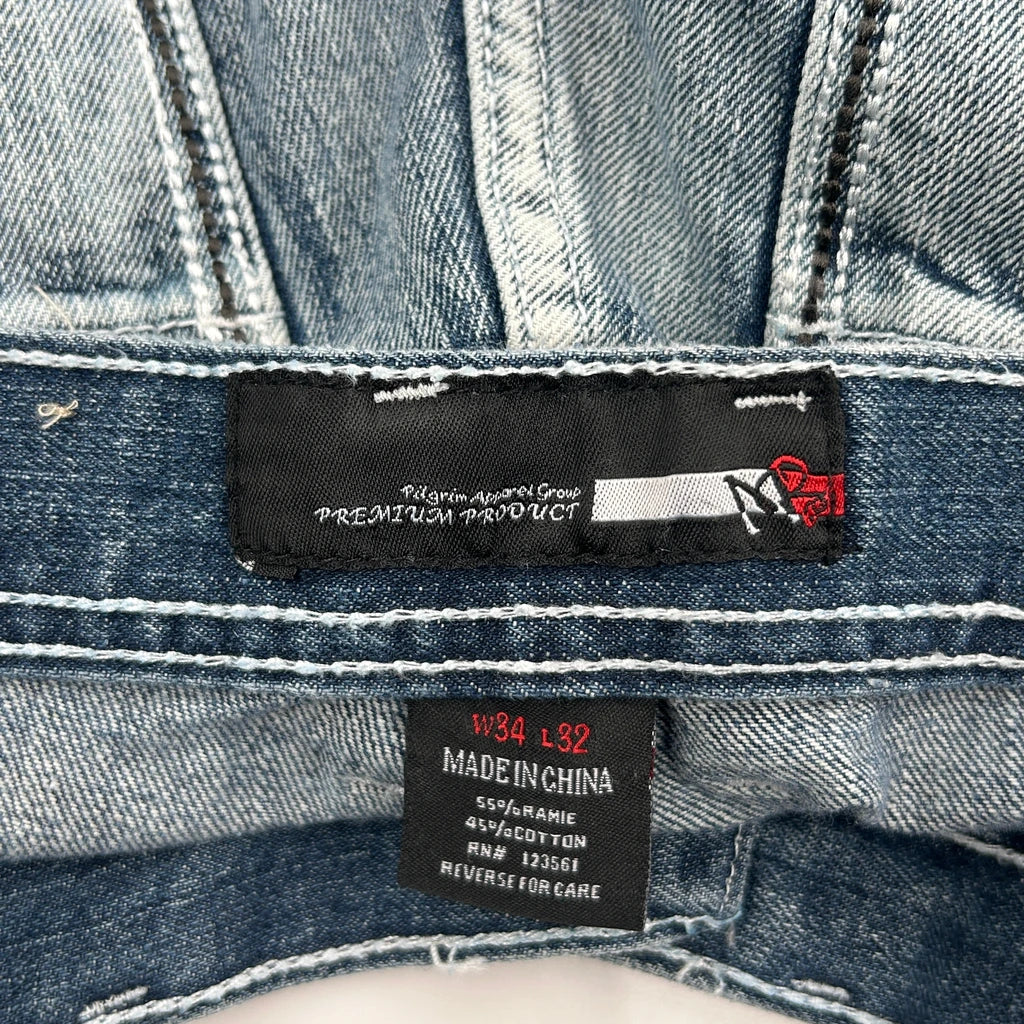 Pilgrim Apparel Group
PREMIUM PRODUCT
W34 L32
MADE IN CHINA
55% RAMIE
45% COTTON
RN# 123561
REVERSE FOR CARE